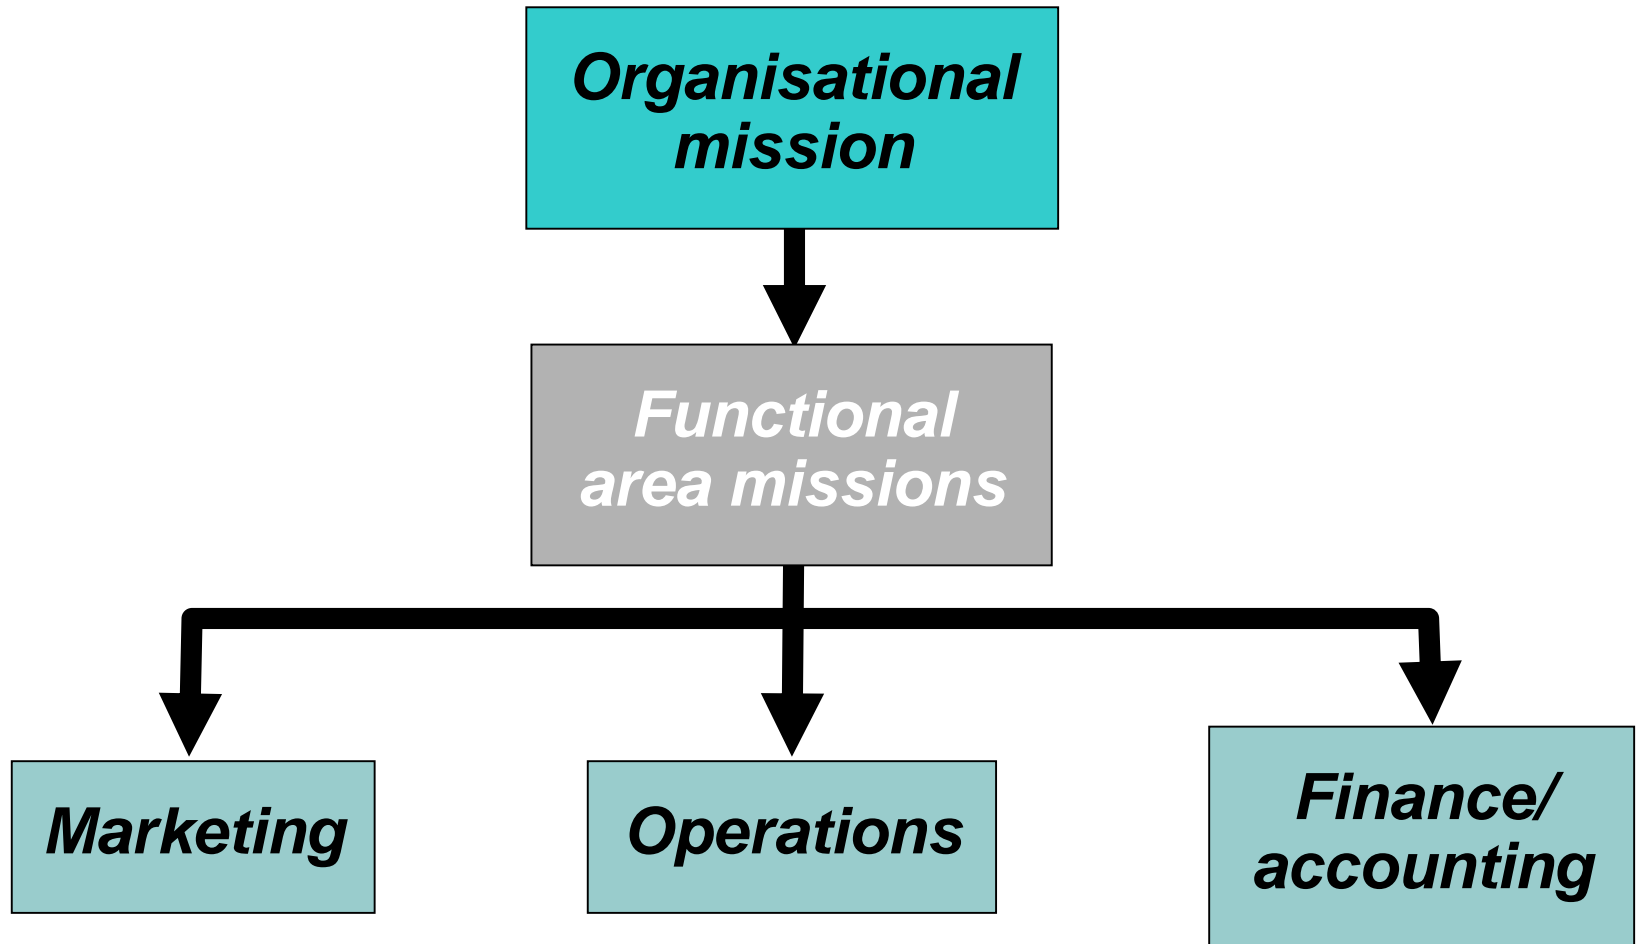 Organisational
mission
Functional
area missions
Marketing
Operations
Finance/
accounting